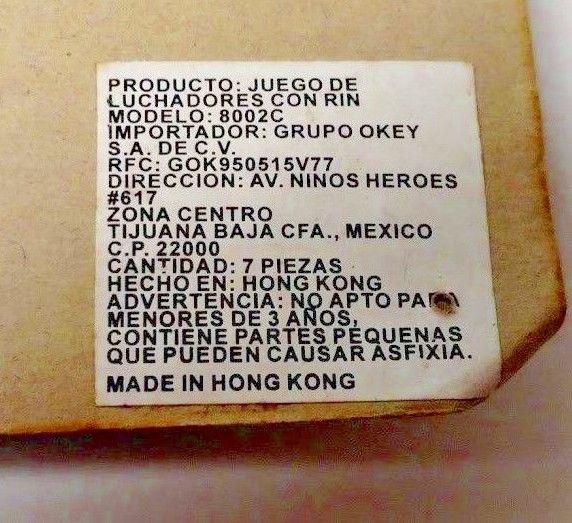 PRODUCTO: JUEGO DE
LUCHADORES CON RIN
MODELO: 8002C
IMPORTADOR: GRUPO OKEY
S.A. DE C.V.
RFC: GOK950515V77
DIRECCION: AV. NINOS HEROES
#617
ZONA CENTRO
TIJUANA BAJA CFA., MEXICO
C.P. 22000
CANTIDAD: 7 PIEZAS
HECHO EN: HONG KONG
ADVERTENCIA: NO APTO PARA
MENORES DE 3 AÑOS,
CONTIENE PARTES PEQUENAS
QUE PUEDEN CAUSAR ASFIXIA.
MADE IN HONG KONG